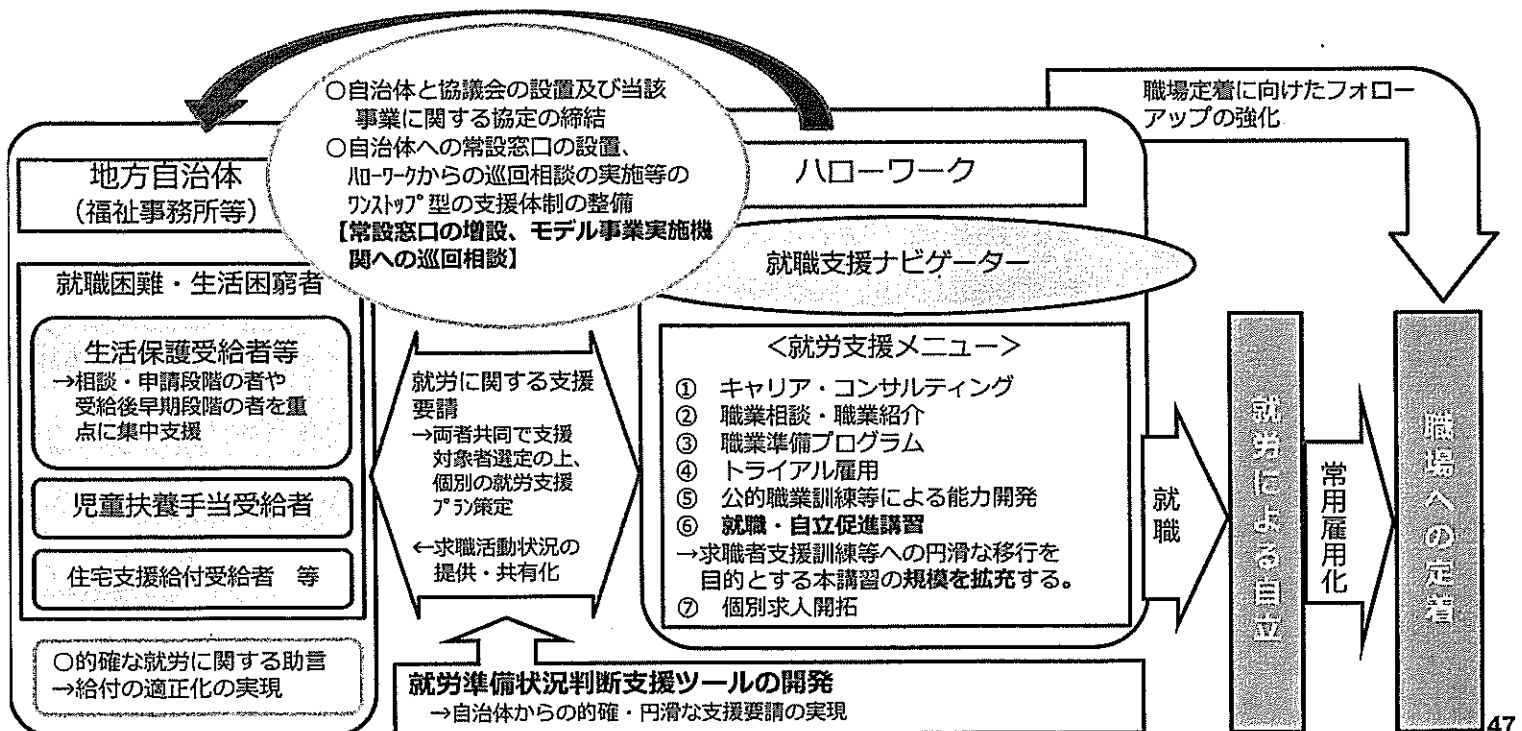 ○自治体と協議会の設置及び当該
事業に関する協定の締結
○自治体への常設窓口の設置、
ﾊﾛｰﾜｰｸからの巡回相談の実施等の
ﾜﾝｽﾄｯﾌﾟ型の支援体制の整備
【常設窓口の増設、モデル事業実施機
関への巡回相談】
地方自治体
（福祉事務所等）
就職困難・生活困窮者
生活保護受給者等
→相談・申請段階の者や
受給後早期段階の者を重
点に集中支援
児童扶養手当受給者
住宅支援給付受給者　等
○的確な就労に関する助言
→給付の適正化の実現
就労に関する支援
要請
→両者共同で支援
対象者選定の上、
個別の就労支援
ﾌﾟﾗﾝ策定
←求職活動状況の
提供・共有化
就労準備状況判断支援ツールの開発
→自治体からの的確・円滑な支援要請の実現
ハローワーク
就職支援ナビゲーター
＜就労支援メニュー＞
①　キャリア・コンサルティング
②　職業相談・職業紹介
③　職業準備プログラム
④　トライアル雇用
⑤　公的職業訓練等による能力開発
⑥　就職・自立促進講習
→求職者支援訓練等への円滑な移行を
目的とする本講習の規模を拡充する。
⑦　個別求人開拓
職場定着に向けたフォロー
アップの強化
就職
就労による自立
常用雇用化
職場への定着
47